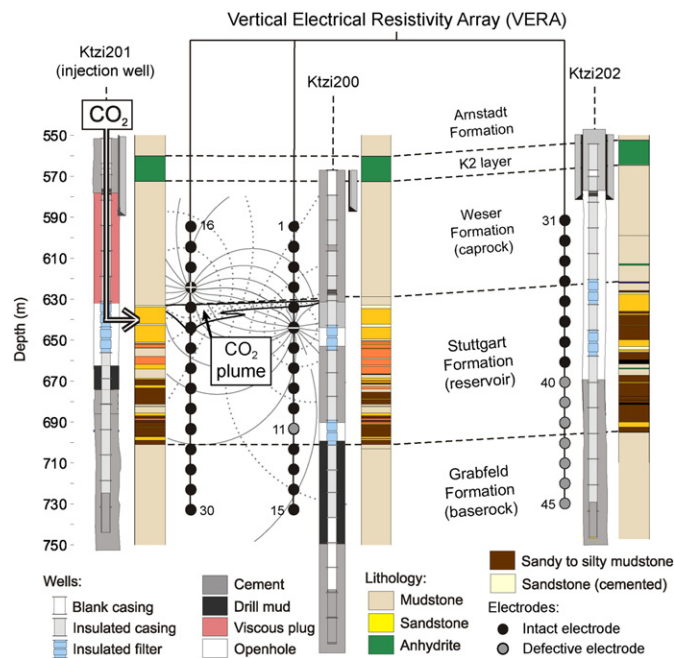 Vertical Electrical Resistivity Array (VERA)
Ktzi201
(injection well)
Ktzi200
Ktzi202
CO₂
Arnstadt
Formation
K2 layer
Weser
Formation
(caprock)
Stuttgart
Formation
(reservoir)
Grabfeld
Formation
(baserock)
CO₂
plume
Depth (m)
550
570
590
610
630
650
670
690
710
730
750
16
30
1
11
15
31
40
45
Wells:
Blank casing
Insulated casing
Insulated filter
Cement
Drill mud
Viscous plug
Openhole
Lithology:
Mudstone
Sandstone
Anhydrite
Sandy to silty mudstone
Sandstone (cemented)
Electrodes:
Intact electrode
Defective electrode